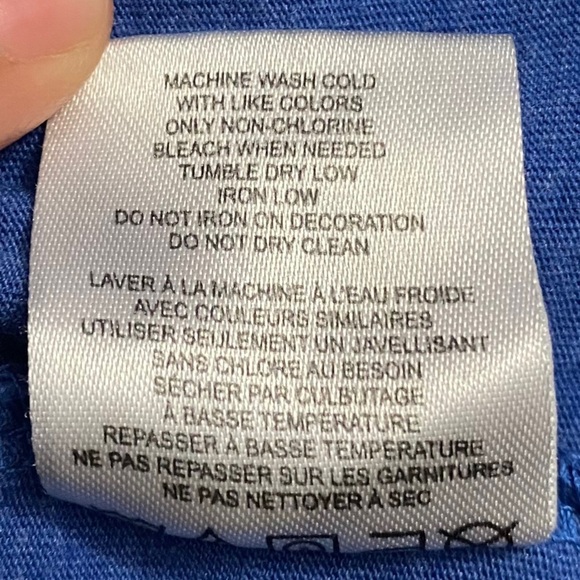 MACHINE WASH COLD
WITH LIKE COLORS
ONLY NON-CHLORINE
BLEACH WHEN NEEDED
TUMBLE DRY LOW
IRON LOW
DO NOT IRON ON DECORATION
DO NOT DRY CLEAN
LAVER À LA MACHINE À L'EAU FROIDE
AVEC COULEURS SIMILAIRES
UTILISER SEULEMENT UN JAVELLISANT
SANS CHLORE AU BESOIN
SÉCHER PAR CULBUTAGE
À BASSE TEMPÉRATURE
REPASSER À BASSE TEMPÉRATURE
NE PAS REPASSER SUR LES GARNITURES
NE PAS NETTOYER À SEC